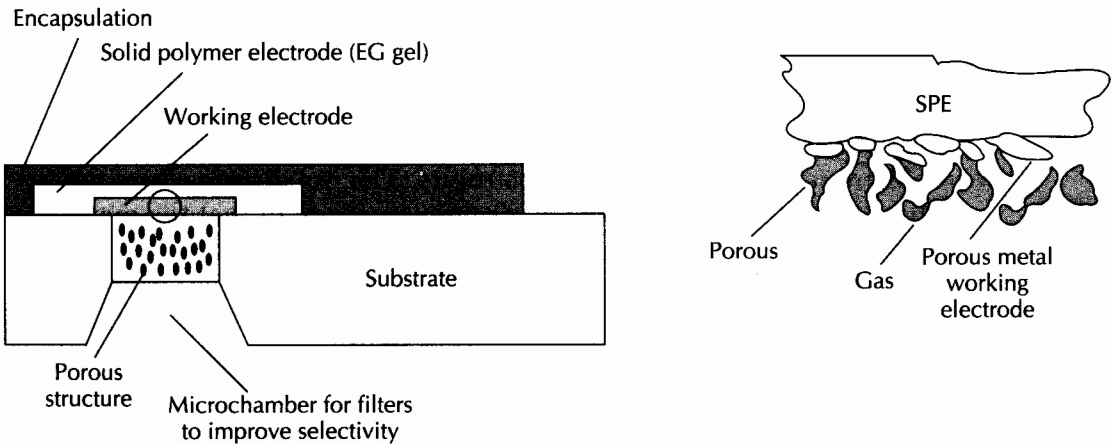 Encapsulation
Solid polymer electrode (EG gel)
Working electrode
Substrate
Porous
structure
Microchamber for filters
to improve selectivity
SPE
Porous
Gas
Porous metal
working
electrode